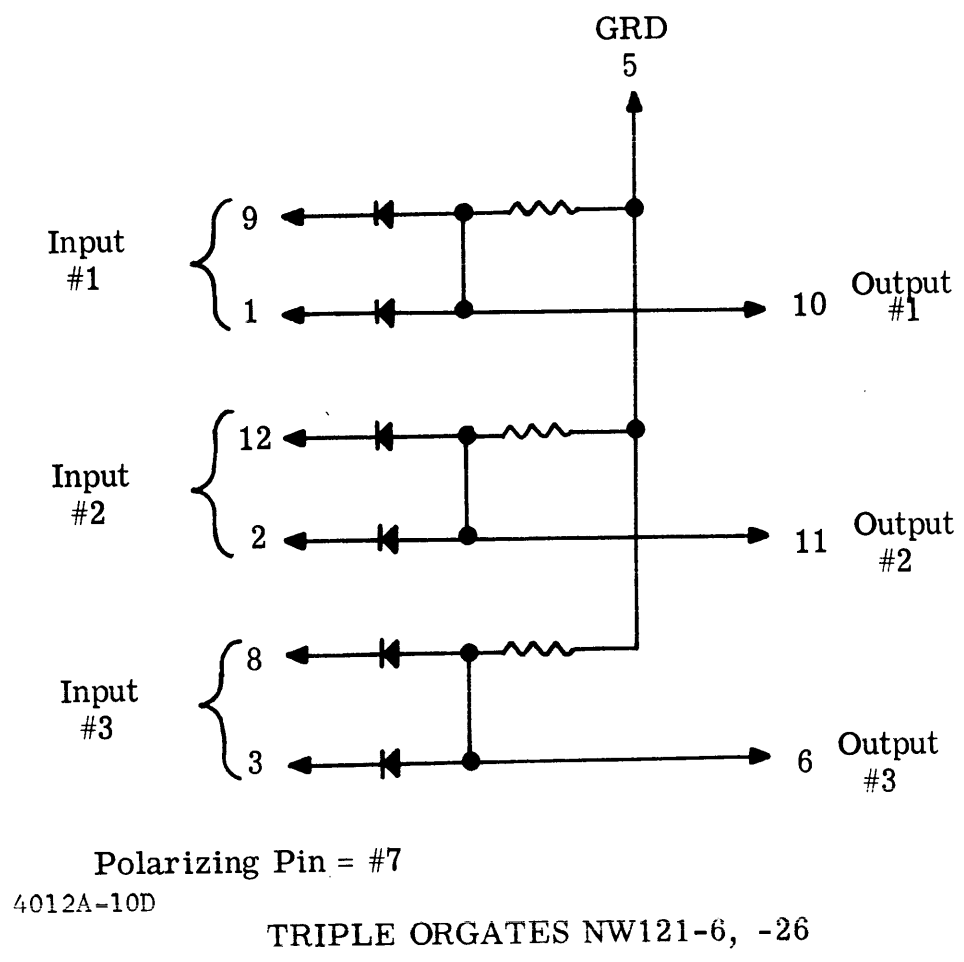 GRD
5
Input
#1
9
1
10
Output
#1
Input
#2
12
2
11
Output
#2
Input
#3
8
3
6
Output
#3
Polarizing Pin = #7
4012A-10D
TRIPLE ORGATES NW121-6, -26